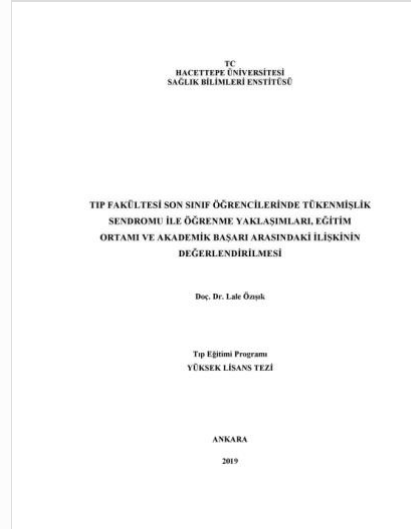 TC
HACETTEPE ÜNİVERSİTESİ
SAĞLIK BİLİMLERİ ENSTİTÜSÜ
TIP FAKÜLTESİ SON SINIF ÖĞRENCİLERİNDE TÜKENMİŞLİK
SENDROMU İLE ÖĞRENME YAKLAŞIMLARI, EĞİTİM
ORTAMI VE AKADEMİK BAŞARI ARASINDAKİ İLİŞKİNİN
DEĞERLENDİRİLMESİ
Doç. Dr. Lale Özışık
Tıp Eğitimi Programı
YÜKSEK LİSANS TEZİ
ANKARA
2019